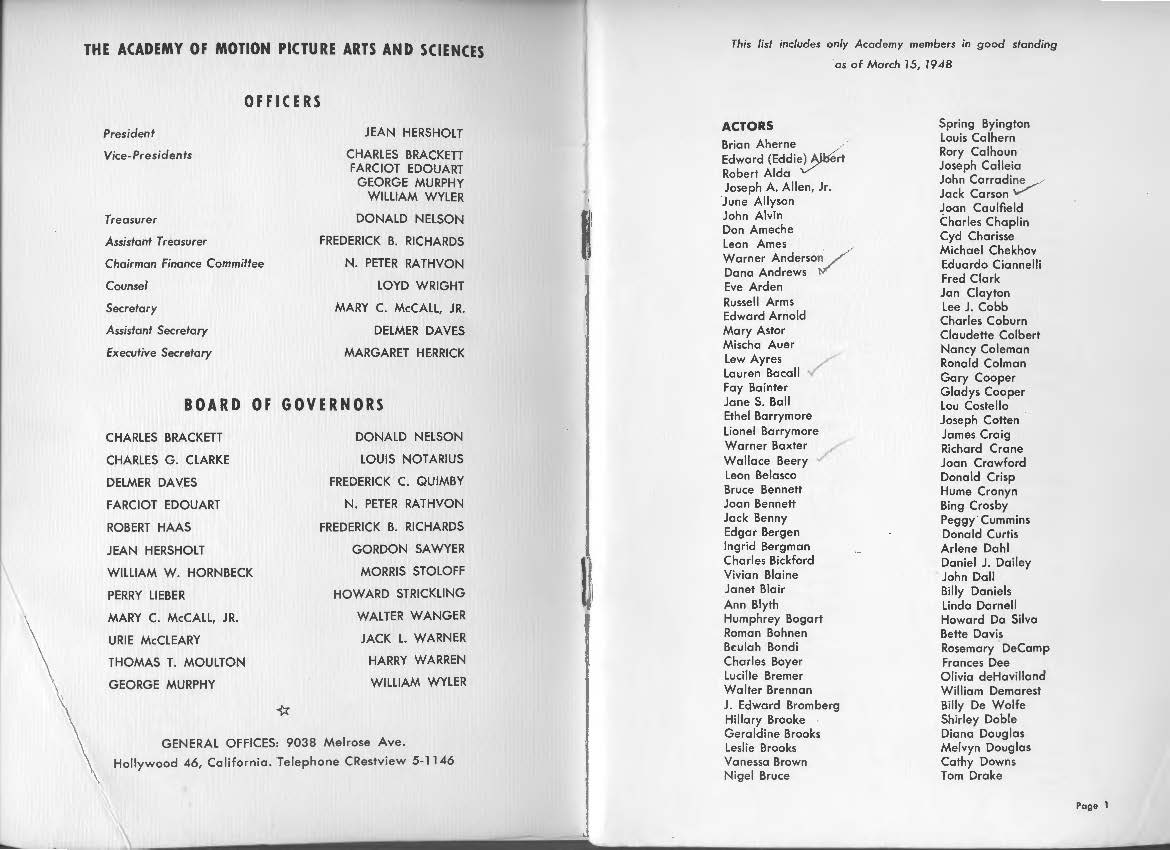 THE ACADEMY OF MOTION PICTURE ARTS AND SCIENCES
OFFICERS
President JEAN HERSHOLT
Vice-Presidents CHARLES BRACKETT
FARCIOT EDOUART
GEORGE MURPHY
WILLIAM WYLER
Treasurer DONALD NELSON
Assistant Treasurer FREDERICK B. RICHARDS
Chairman Finance Committee N. PETER RATHVON
Counsel LOYD WRIGHT
Secretary MARY C. McCALL, JR.
Assistant Secretary DELMER DAVES
Executive Secretary MARGARET HERRICK
BOARD OF GOVERNORS
CHARLES BRACKETT DONALD NELSON
CHARLES G. CLARKE LOUIS NOTARIUS
DELMER DAVES FREDERICK C. QUIMBY
FARCIOT EDOUART N. PETER RATHVON
ROBERT HAAS FREDERICK B. RICHARDS
JEAN HERSHOLT GORDON SAWYER
WILLIAM W. HORNBECK MORRIS STOLOFF
PERRY LIEBER HOWARD STRICKLING
MARY C. McCALL, JR. WALTER WANGER
URIE McCLEARY JACK L. WARNER
THOMAS T. MOULTON HARRY WARREN
GEORGE MURPHY WILLIAM WYLER
GENERAL OFFICES: 9038 Melrose Ave.
Hollywood 46, California. Telephone CRestview 5-1146
This list includes only Academy members in good standing
as of March 15, 1948
ACTORS
Brian Aherne
Edward (Eddie) Albert
Robert Alda
Joseph A. Allen, Jr.
June Allyson
John Alvin
Don Ameche
Leon Ames
Warner Anderson
Dana Andrews
Eve Arden
Russell Arms
Edward Arnold
Mary Astor
Mischa Auer
Lew Ayres
Lauren Bacall
Fay Bainter
Jane S. Ball
Ethel Barrymore
Lionel Barrymore
Warner Baxter
Wallace Beery
Leon Belasco
Bruce Bennett
Joan Bennett
Jack Benny
Edgar Bergen
Ingrid Bergman
Charles Bickford
Vivian Blaine
Janet Blair
Ann Blyth
Humphrey Bogart
Roman Bohnen
Beulah Bondi
Charles Boyer
Lucille Bremer
Walter Brennan
J. Edward Bromberg
Hillary Brooke
Geraldine Brooks
Leslie Brooks
Vanessa Brown
Nigel Bruce
Spring Byington
Louis Calhern
Rory Calhoun
Joseph Calleia
John Carradine
Jack Carson
Joan Caulfield
Charles Chaplin
Cyd Charisse
Michael Chekhov
Eduardo Ciannelli
Fred Clark
Jan Clayton
Lee J. Cobb
Charles Coburn
Claudette Colbert
Nancy Coleman
Ronald Colman
Gary Cooper
Gladys Cooper
Lou Costello
Joseph Cotten
James Craig
Richard Crane
Joan Crawford
Donald Crisp
Hume Cronyn
Bing Crosby
Peggy Cummins
Donald Curtis
Arlene Dahl
Daniel J. Dailey
John Dall
Billy Daniels
Linda Darnell
Howard Da Silva
Bette Davis
Rosemary DeCamp
Frances Dee
Olivia deHavilland
William Demarest
Billy De Wolfe
Shirley Doble
Diana Douglas
Melvyn Douglas
Cathy Downs
Tom Drake
Page 1